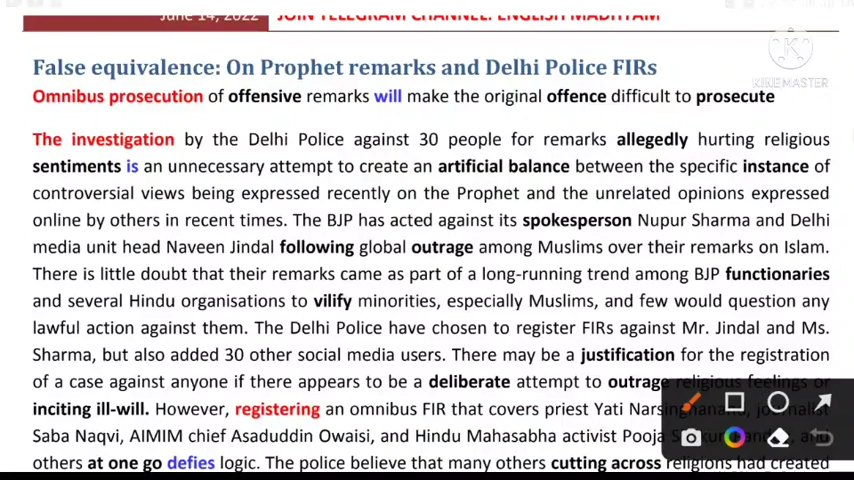 June 14, 2022 JOIN TELEGRAM CHANNEL: ENGLISH MADHYAM
KINEMASTER
False equivalence: On Prophet remarks and Delhi Police FIRs
Omnibus prosecution of offensive remarks will make the original offence difficult to prosecute
The investigation by the Delhi Police against 30 people for remarks allegedly hurting religious
sentiments is an unnecessary attempt to create an artificial balance between the specific instance of
controversial views being expressed recently on the Prophet and the unrelated opinions expressed
online by others in recent times. The BJP has acted against its spokesperson Nupur Sharma and Delhi
media unit head Naveen Jindal following global outrage among Muslims over their remarks on Islam.
There is little doubt that their remarks came as part of a long-running trend among BJP functionaries
and several Hindu organisations to vilify minorities, especially Muslims, and few would question any
lawful action against them. The Delhi Police have chosen to register FIRs against Mr. Jindal and Ms.
Sharma, but also added 30 other social media users. There may be a justification for the registration
of a case against anyone if there appears to be a deliberate attempt to outrage religious feelings or
inciting ill-will. However, registering an omnibus FIR that covers priest Yati Narsinghanand, journalist
Saba Naqvi, AIMIM chief Asaduddin Owaisi, and Hindu Mahasabha activist Pooja and
others at one go defies logic. The police believe that many others cutting across religions had created